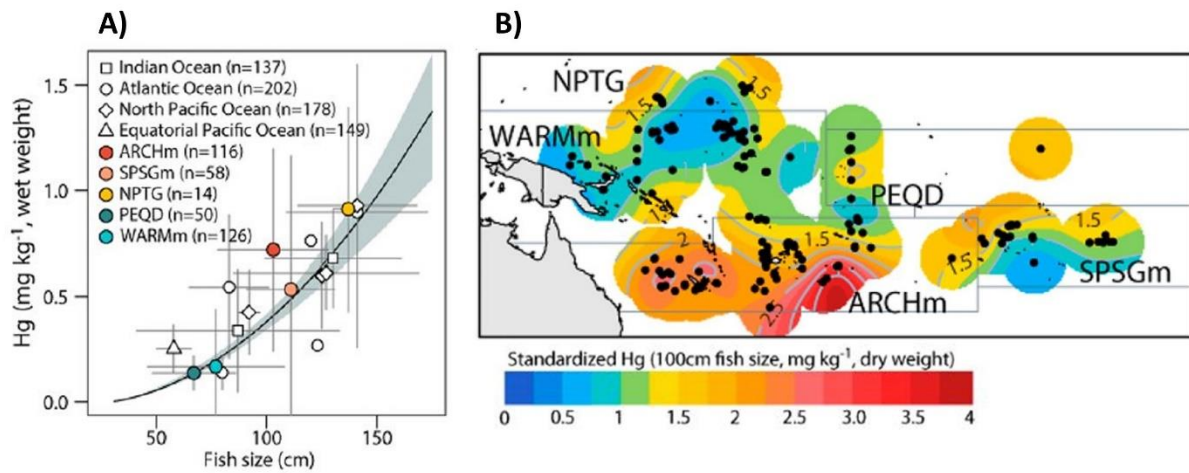 A)
Hg (mg kg⁻¹, wet weight)
1.5
1.0
0.5
0.0
Indian Ocean (n=137)
Atlantic Ocean (n=202)
North Pacific Ocean (n=178)
Equatorial Pacific Ocean (n=149)
ARCHm (n=116)
SPSGm (n=58)
NPTG (n=14)
PEQD (n=50)
WARMm (n=126)
50 100 150
Fish size (cm)
B)
NPTG
1.5
1.5
WARMm
PEQD
1.5
2
1.5
1.5
1.5
SPSGm
ARCHm
2.5
Standardized Hg (100cm fish size, mg kg⁻¹, dry weight)
0 0.5 1 1.5 2 2.5 3.0 3.5 4